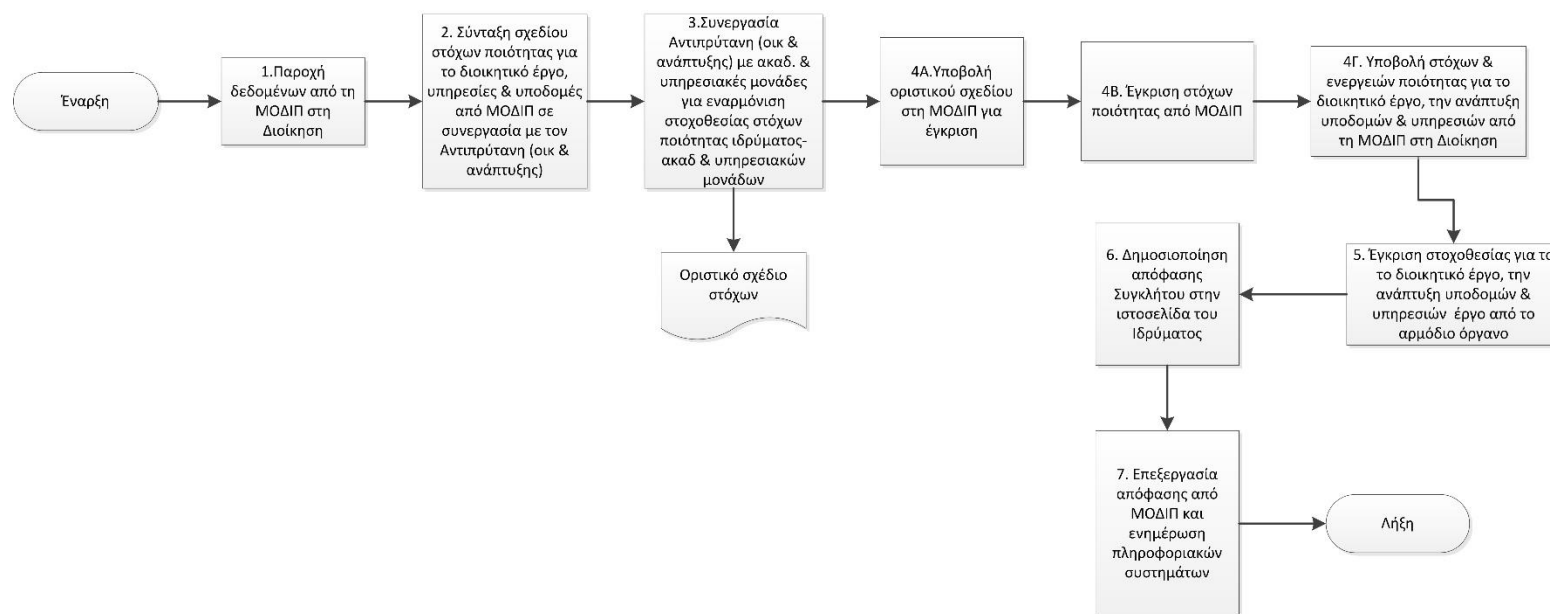 Έναρξη
1.Παροχή
δεδομένων από τη
ΜΟΔΙΠ στη
Διοίκηση
2. Σύνταξη σχεδίου
στόχων ποιότητας για
το διοικητικό έργο,
υπηρεσίες & υποδομές
από ΜΟΔΙΠ σε
συνεργασία με τον
Αντιπρύτανη (οικ &
ανάπτυξης)
3.Συνεργασία
Αντιπρύτανη (οικ &
ανάπτυξης) με ακαδ. &
υπηρεσιακές μονάδες
για εναρμόνιση
στοχοθεσίας στόχων
ποιότητας ιδρύματος-
ακαδ & υπηρεσιακών
μονάδων
4Α.Υποβολή
οριστικού σχεδίου
στη ΜΟΔΙΠ για
έγκριση
4Β. Έγκριση στόχων
ποιότητας από ΜΟΔΙΠ
4Γ. Υποβολή στόχων &
ενεργειών ποιότητας για το
διοικητικό έργο, την ανάπτυξη
υποδομών & υπηρεσιών από
τη ΜΟΔΙΠ στη Διοίκηση
Οριστικό σχέδιο
στόχων
5. Έγκριση στοχοθεσίας για το
το διοικητικό έργο, την
ανάπτυξη υποδομών &
υπηρεσιών έργο από το
αρμόδιο όργανο
6. Δημοσιοποίηση
απόφασης
Συγκλήτου στην
ιστοσελίδα του
Ιδρύματος
7. Επεξεργασία
απόφασης από
ΜΟΔΙΠ και
ενημέρωση
πληροφοριακών
συστημάτων
Λήξη